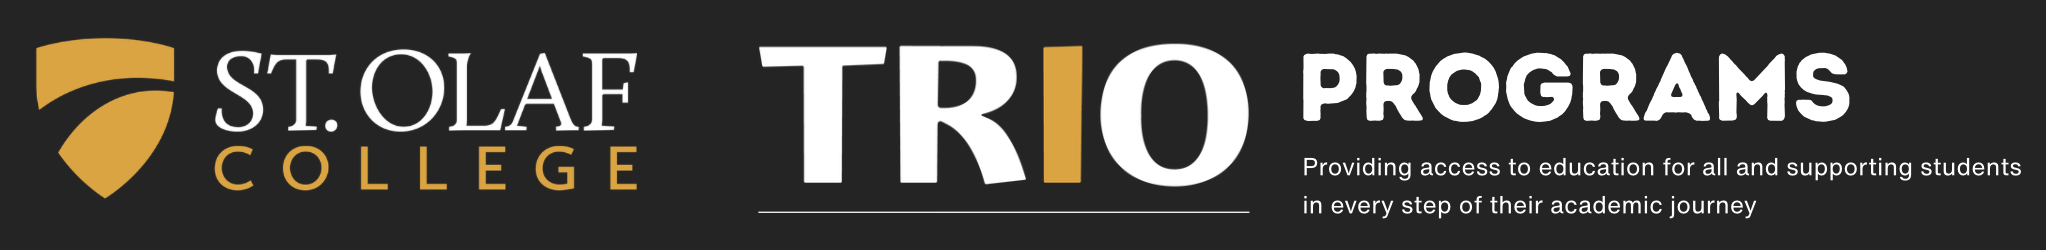 ST. OLAF
COLLEGE
TRIO
PROGRAMS
Providing access to education for all and supporting students
in every step of their academic journey